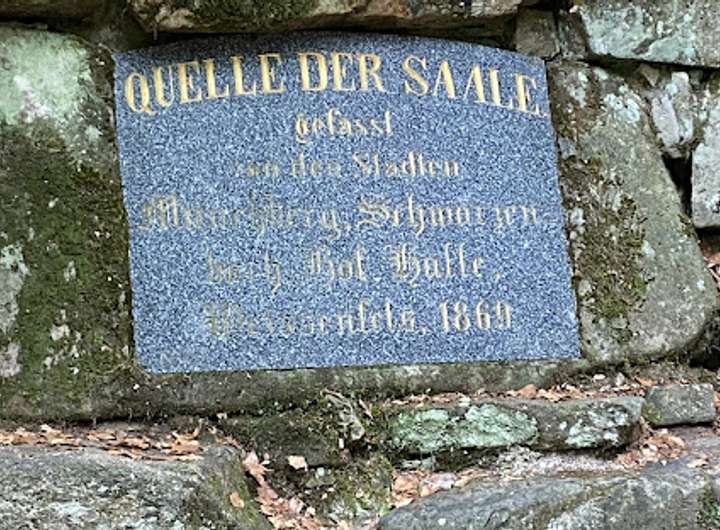 QUELLE DER SAALE.
gefasst
von den Städten
Münchberg, Schwarzen-
bach, Hof, Halle,
Weissenfels, 1869